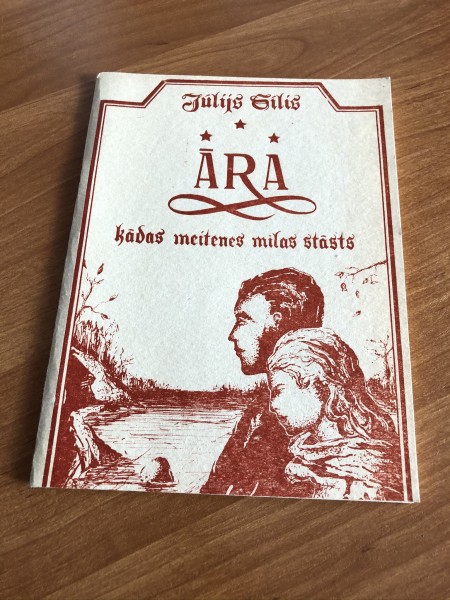 Jūlijs Silis
ĀRA
kādas meitenes mīlas stāsts